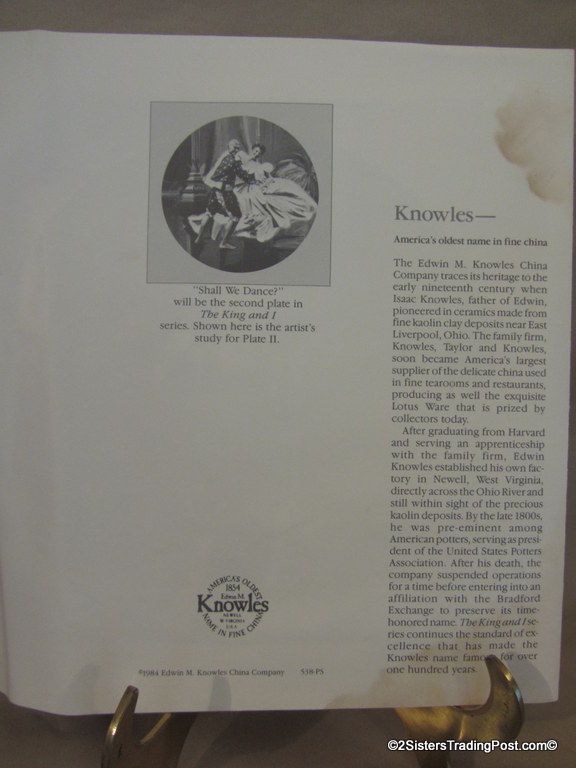 "Shall We Dance?"
will be the second plate in
The King and I
series. Shown here is the artist's
study for Plate II.
AMERICA'S OLDEST
1854
Edwin M.
Knowles
NEWELL
W. VIRGINIA
U.S.A.
NAME IN FINE CHINA
©1984 Edwin M. Knowles China Company 538-PS
Knowles—
America's oldest name in fine china
The Edwin M. Knowles China
Company traces its heritage to the
early nineteenth century when
Isaac Knowles, father of Edwin,
pioneered in ceramics made from
fine kaolin clay deposits near East
Liverpool, Ohio. The family firm,
Knowles, Taylor and Knowles,
soon became America's largest
supplier of the delicate china used
in fine tearooms and restaurants,
producing as well the exquisite
Lotus Ware that is prized by
collectors today.
After graduating from Harvard
and serving an apprenticeship
with the family firm, Edwin
Knowles established his own fac-
tory in Newell, West Virginia,
directly across the Ohio River and
still within sight of the precious
kaolin deposits. By the late 1800s,
he was pre-eminent among
American potters, serving as presi-
dent of the United States Potters
Association. After his death, the
company suspended operations
for a time before entering into an
affiliation with the Bradford
Exchange to preserve its time-
honored name. The King and I se-
ries continues the standard of ex-
cellence that has made the
Knowles name famous for over
one hundred years.
©2SistersTradingPost.com©